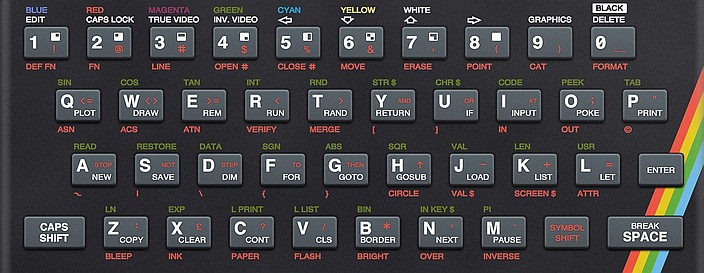 BLUE RED MAGENTA GREEN CYAN YELLOW WHITE BLACK
EDIT CAPS LOCK TRUE VIDEO INV. VIDEO GRAPHICS DELETE
1 ! 2 @ 3 # 4 $ 5 % 6 & 7 ' 8 ( 9 ) 0 _
DEF FN FN LINE OPEN # CLOSE # MOVE ERASE POINT CAT FORMAT
SIN COS TAN INT RND STR $ CHR $ CODE PEEK TAB
Q <= W <> E >= R < T > Y AND U OR I AT O ; P "
PLOT DRAW REM RUN RAND RETURN IF INPUT POKE PRINT
ASN ACS ATN VERIFY MERGE [ ] IN OUT ©
READ RESTORE DATA SGN ABS SQR VAL LEN USR
A STOP S NOT D STEP F TO G THEN H ↑ J - K + L = ENTER
NEW SAVE DIM FOR GOTO GOSUB LOAD LIST LET
~ | \ { } CIRCLE VAL $ SCREEN $ ATTR
LN EXP L PRINT L LIST BIN IN KEY $ PI
CAPS SHIFT Z : X £ C ? V / B * N , M . SYMBOL SHIFT BREAK SPACE
COPY CLEAR CONT CLS BORDER NEXT PAUSE
BEEP INK PAPER FLASH BRIGHT OVER INVERSE